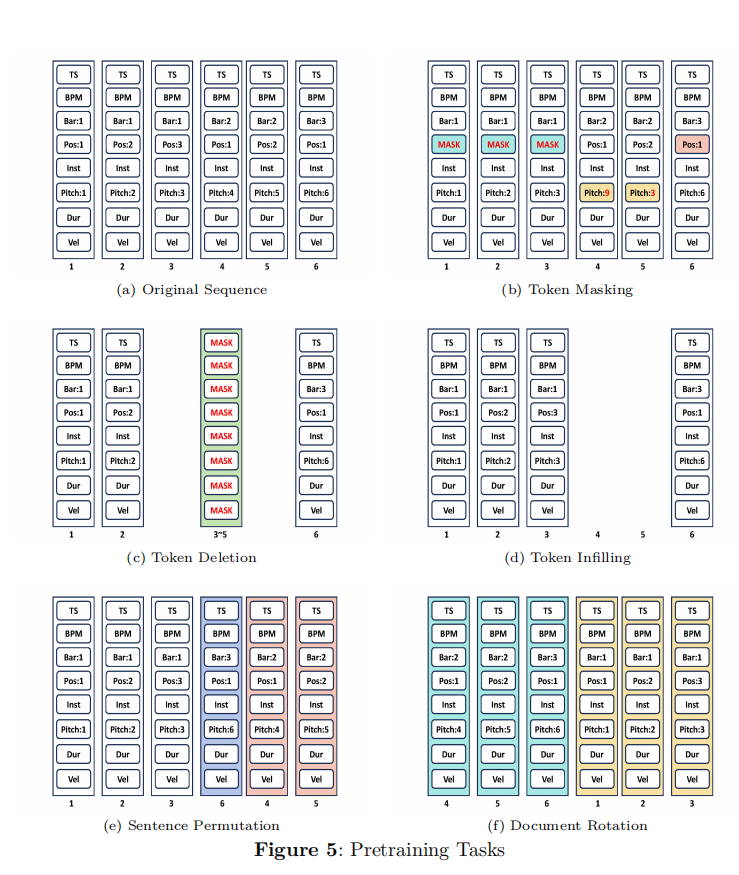 TS TS TS TS TS TS
BPM BPM BPM BPM BPM BPM
Bar:1 Bar:1 Bar:1 Bar:2 Bar:2 Bar:3
Pos:1 Pos:2 Pos:3 Pos:1 Pos:2 Pos:1
Inst Inst Inst Inst Inst Inst
Pitch:1 Pitch:2 Pitch:3 Pitch:4 Pitch:5 Pitch:6
Dur Dur Dur Dur Dur Dur
Vel Vel Vel Vel Vel Vel
1 2 3 4 5 6
(a) Original Sequence
TS TS TS TS TS TS
BPM BPM BPM BPM BPM BPM
Bar:1 Bar:1 Bar:1 Bar:2 Bar:2 Bar:3
MASK MASK MASK Pos:1 Pos:2 Pos:1
Inst Inst Inst Inst Inst Inst
Pitch:1 Pitch:2 Pitch:3 Pitch:9 Pitch:3 Pitch:6
Dur Dur Dur Dur Dur Dur
Vel Vel Vel Vel Vel Vel
1 2 3 4 5 6
(b) Token Masking
TS TS MASK TS
BPM BPM MASK BPM
Bar:1 Bar:1 MASK Bar:3
Pos:1 Pos:2 MASK Pos:1
Inst Inst MASK Inst
Pitch:1 Pitch:2 MASK Pitch:6
Dur Dur MASK Dur
Vel Vel MASK Vel
1 2 3~5 6
(c) Token Deletion
TS TS TS TS
BPM BPM BPM BPM
Bar:1 Bar:1 Bar:1 Bar:3
Pos:1 Pos:2 Pos:3 Pos:1
Inst Inst Inst Inst
Pitch:1 Pitch:2 Pitch:3 Pitch:6
Dur Dur Dur Dur
Vel Vel Vel Vel
1 2 3 4 5 6
(d) Token Infilling
TS TS TS TS TS TS
BPM BPM BPM BPM BPM BPM
Bar:1 Bar:1 Bar:1 Bar:3 Bar:2 Bar:2
Pos:1 Pos:2 Pos:3 Pos:1 Pos:1 Pos:2
Inst Inst Inst Inst Inst Inst
Pitch:1 Pitch:2 Pitch:3 Pitch:6 Pitch:4 Pitch:5
Dur Dur Dur Dur Dur Dur
Vel Vel Vel Vel Vel Vel
1 2 3 6 4 5
(e) Sentence Permutation
TS TS TS TS TS TS
BPM BPM BPM BPM BPM BPM
Bar:2 Bar:2 Bar:3 Bar:1 Bar:1 Bar:1
Pos:1 Pos:2 Pos:1 Pos:1 Pos:2 Pos:3
Inst Inst Inst Inst Inst Inst
Pitch:4 Pitch:5 Pitch:6 Pitch:1 Pitch:2 Pitch:3
Dur Dur Dur Dur Dur Dur
Vel Vel Vel Vel Vel Vel
4 5 6 1 2 3
(f) Document Rotation
Figure 5: Pretraining Tasks